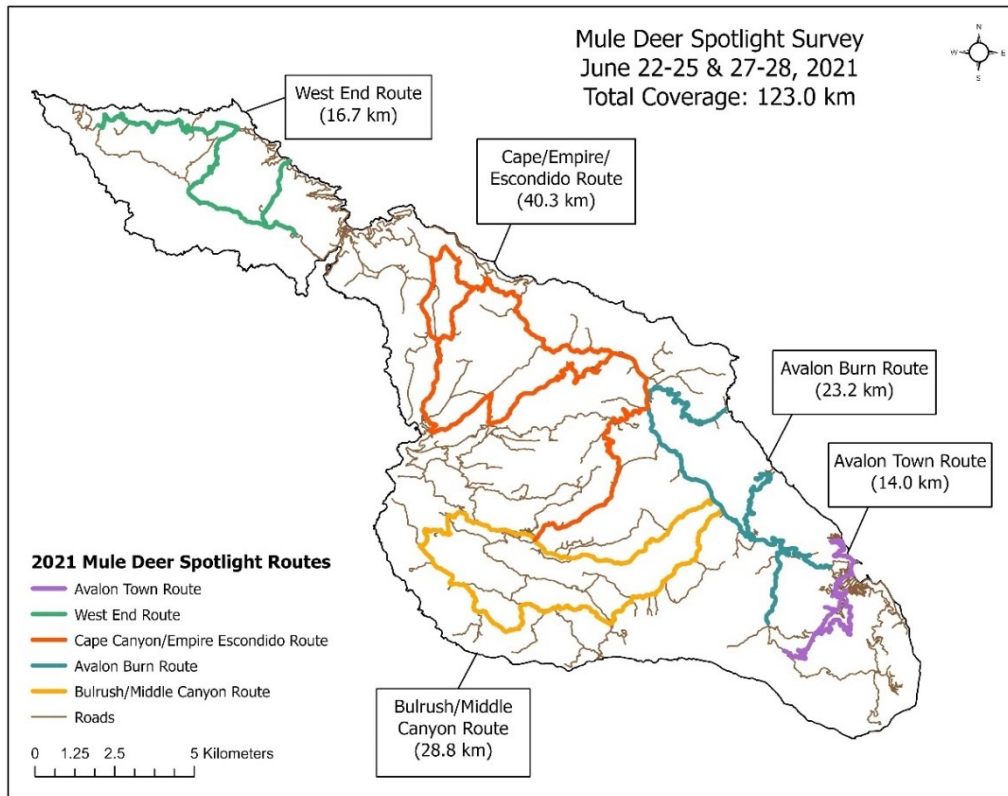 Mule Deer Spotlight Survey
June 22-25 & 27-28, 2021
Total Coverage: 123.0 km
N
W
E
S
West End Route
(16.7 km)
Cape/Empire/
Escondido Route
(40.3 km)
Avalon Burn Route
(23.2 km)
Avalon Town Route
(14.0 km)
Bulrush/Middle
Canyon Route
(28.8 km)
2021 Mule Deer Spotlight Routes
Avalon Town Route
West End Route
Cape Canyon/Empire Escondido Route
Avalon Burn Route
Bulrush/Middle Canyon Route
Roads
0 1.25 2.5 5 Kilometers